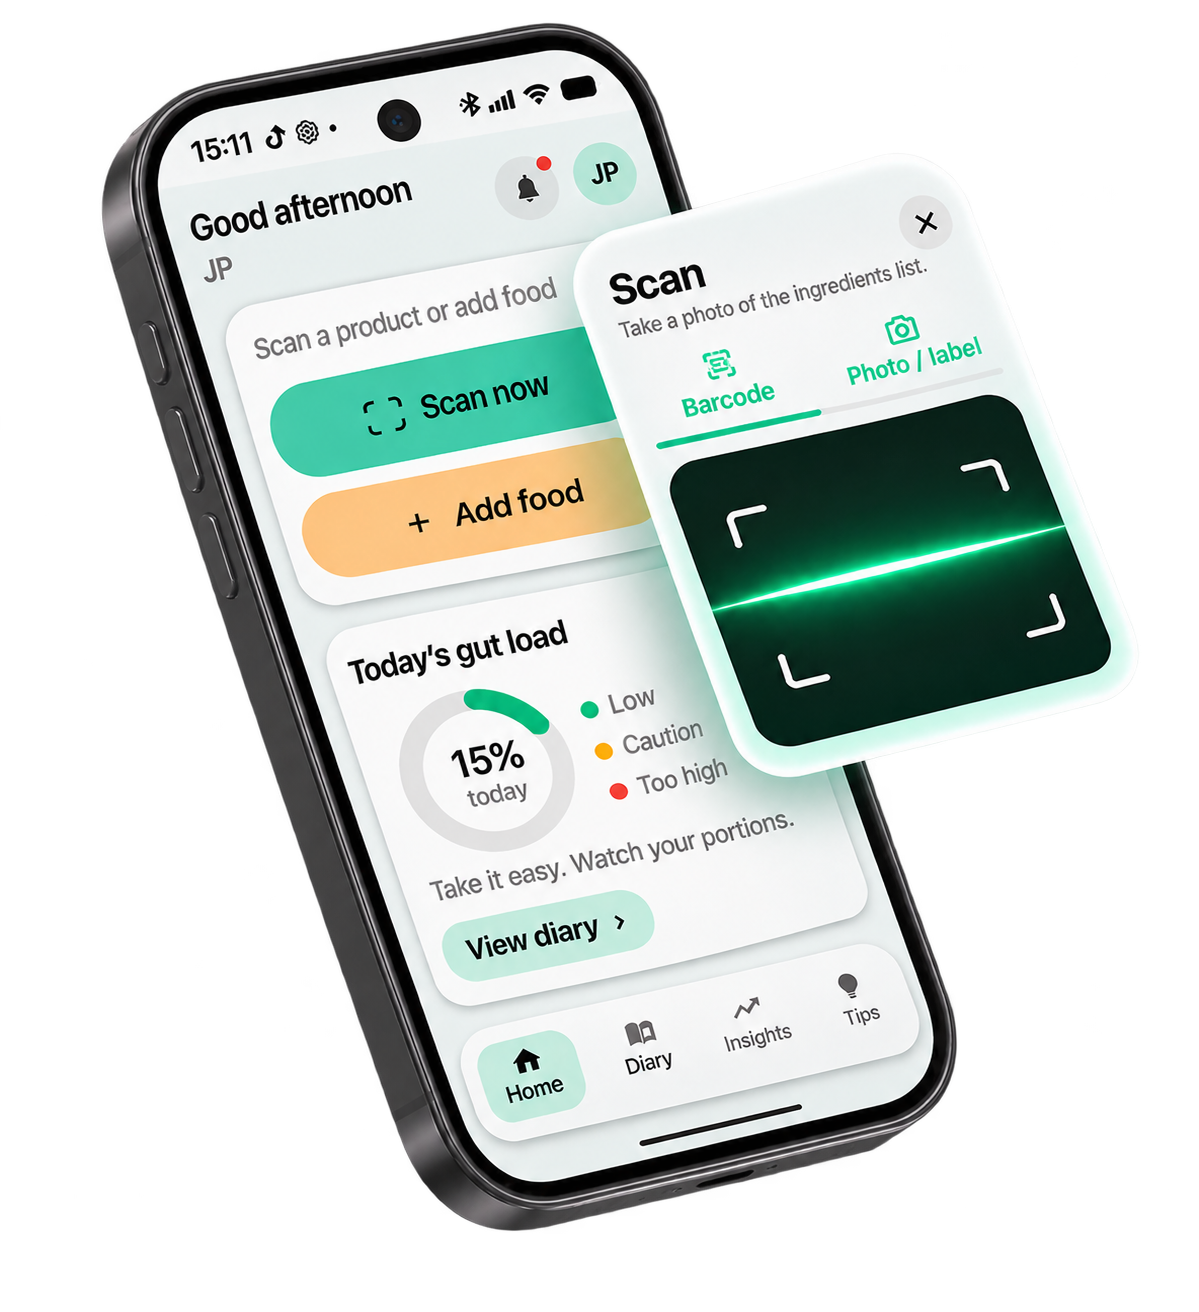 15:11
Good afternoon
JP
JP
Scan a product or add food
Scan now
+ Add food
Today's gut load
15%
today
Low
Caution
Too high
Take it easy. Watch your portions.
View diary ›
Home
Diary
Insights
Tips
Scan
Take a photo of the ingredients list.
Barcode
Photo / label